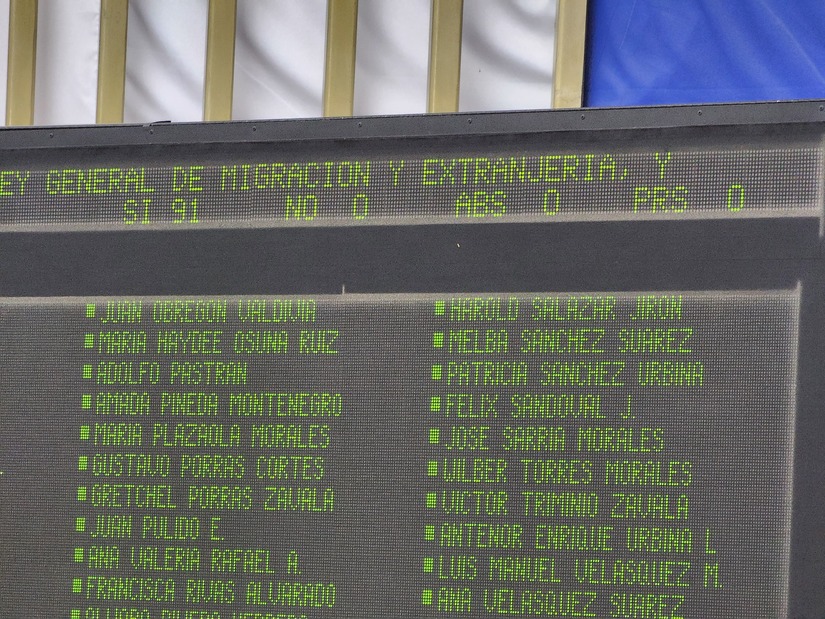 EY GENERAL DE MIGRACION Y EXTRANJERIA, Y
SI 91 NO 0 ABS 0 PRS 0
JUAN OBREGON VALDIVIA
MARIA HAYDEE OSUNA RUIZ
ADOLFO PASTRAN
AMADA PINEDA MONTENEGRO
MARIA PLAZAOLA MORALES
GUSTAVO PORRAS CORTES
GRETCHEL PORRAS ZAVALA
JUAN PULIDO E.
ANA VALERIA RAFAEL A.
FRANCISCA RIVAS ALVARADO
ALVARO RIVERA HERRERO
HAROLD SALAZAR JIRON
MELBA SANCHEZ SUAREZ
PATRICIA SANCHEZ URBINA
FELIX SANDOVAL J.
JOSE SARRIA MORALES
WILBER TORRES MORALES
VICTOR TRIMINIO ZAVALA
ANTENOR ENRIQUE URBINA L
LUIS MANUEL VELASQUEZ M.
ANA VELASQUEZ SUAREZ